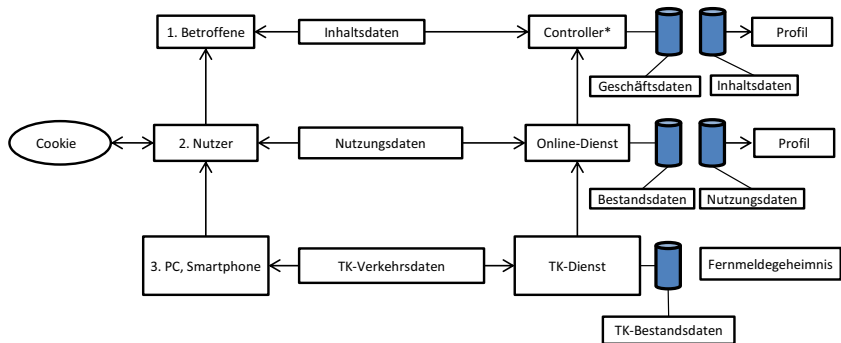 1. Betroffene
Inhaltsdaten
Controller*
Profil
Geschäftsdaten
Inhaltsdaten
Cookie
2. Nutzer
Nutzungsdaten
Online-Dienst
Profil
Bestandsdaten
Nutzungsdaten
3. PC, Smartphone
TK-Verkehrsdaten
TK-Dienst
Fernmeldegeheimnis
TK-Bestandsdaten